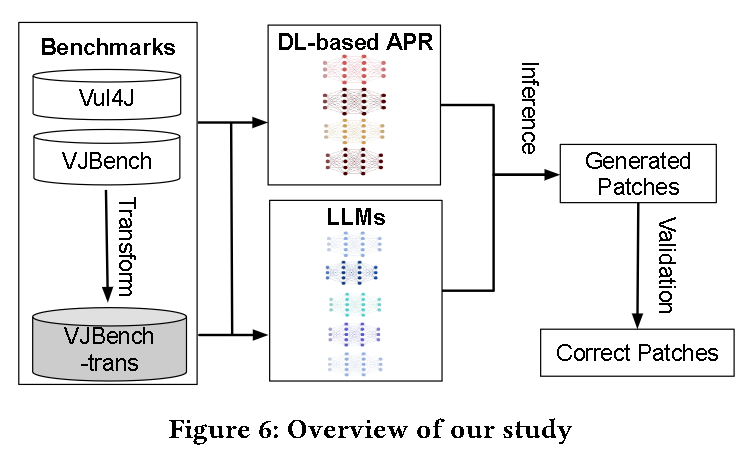 Benchmarks
Vul4J
VJBench
Transform
VJBench
-trans
DL-based APR
LLMs
Inference
Generated
Patches
Validation
Correct Patches
Figure 6: Overview of our study